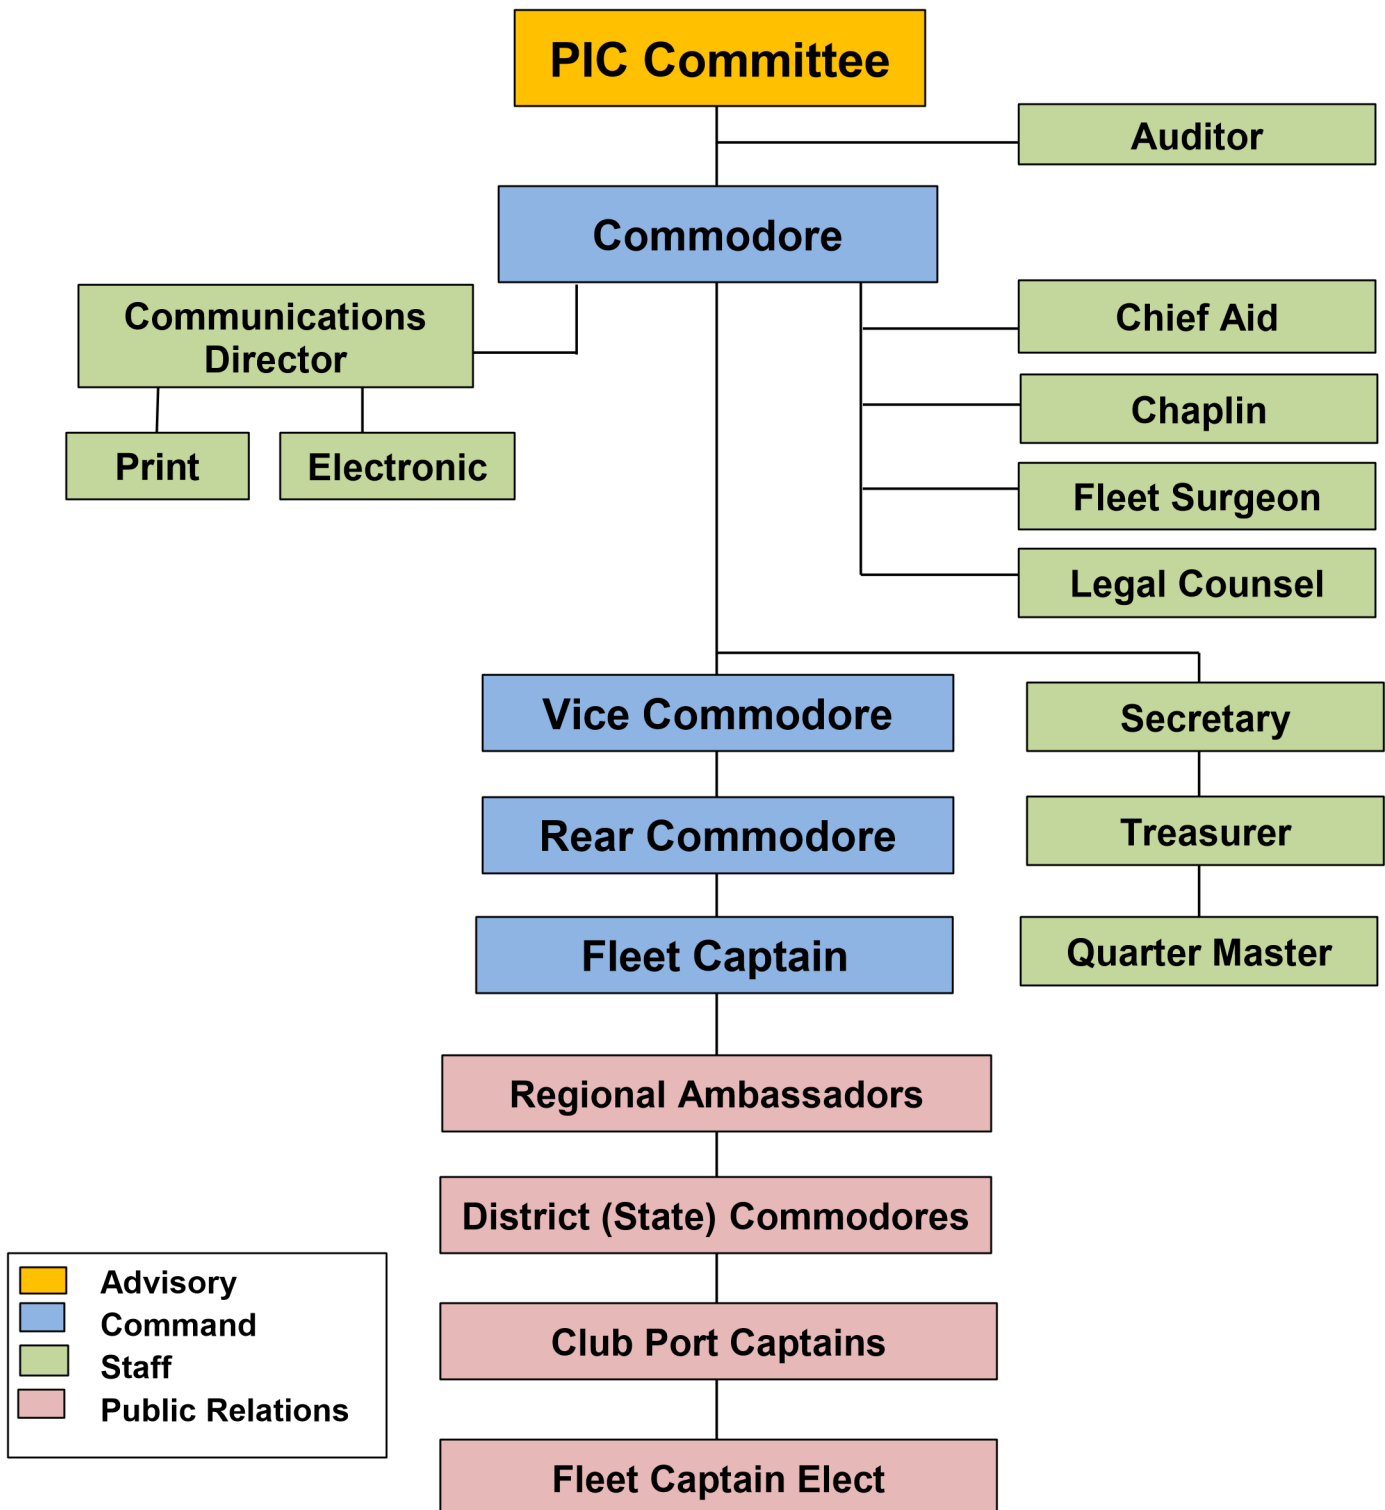 PIC Committee
Auditor
Commodore
Communications
Director
Chief Aid
Chaplin
Print
Electronic
Fleet Surgeon
Legal Counsel
Vice Commodore
Secretary
Rear Commodore
Treasurer
Fleet Captain
Quarter Master
Regional Ambassadors
District (State) Commodores
Club Port Captains
Fleet Captain Elect
Advisory
Command
Staff
Public Relations